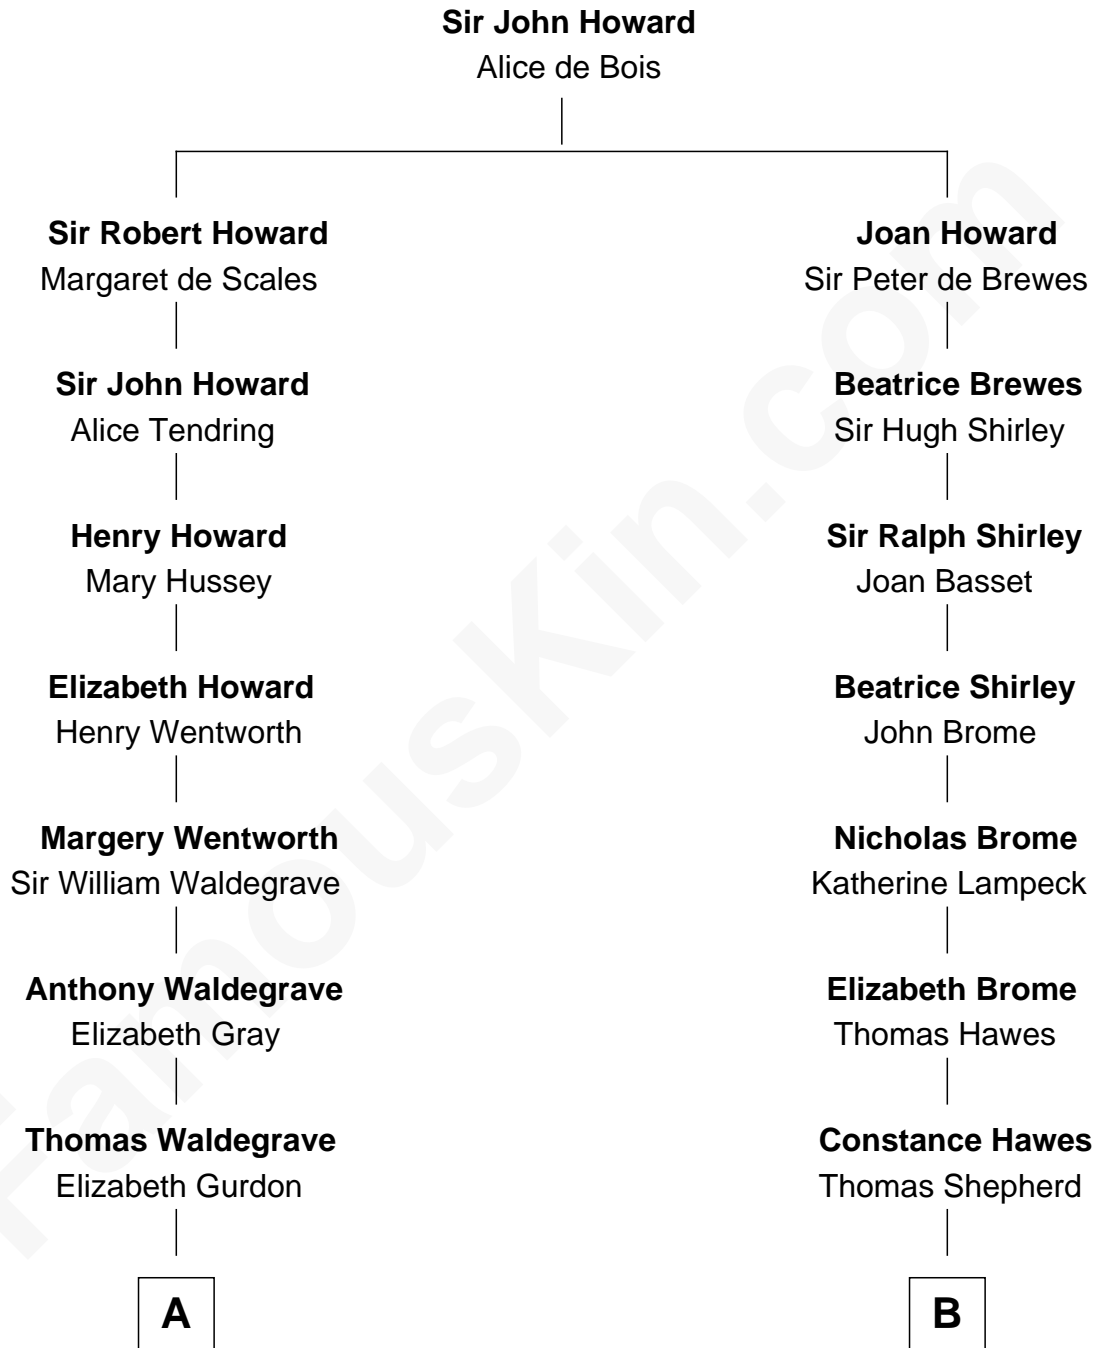 Sir John Howard
Alice de Bois
Sir Robert Howard
Margaret de Scales
Joan Howard
Sir Peter de Brewes
Sir John Howard
Alice Tendring
Beatrice Brewes
Sir Hugh Shirley
Henry Howard
Mary Hussey
Sir Ralph Shirley
Joan Basset
Elizabeth Howard
Henry Wentworth
Beatrice Shirley
John Brome
Margery Wentworth
Sir William Waldegrave
Nicholas Brome
Katherine Lampeck
Anthony Waldegrave
Elizabeth Gray
Elizabeth Brome
Thomas Hawes
Thomas Waldegrave
Elizabeth Gurdon
Constance Hawes
Thomas Shepherd
A
B
FamousKin.com